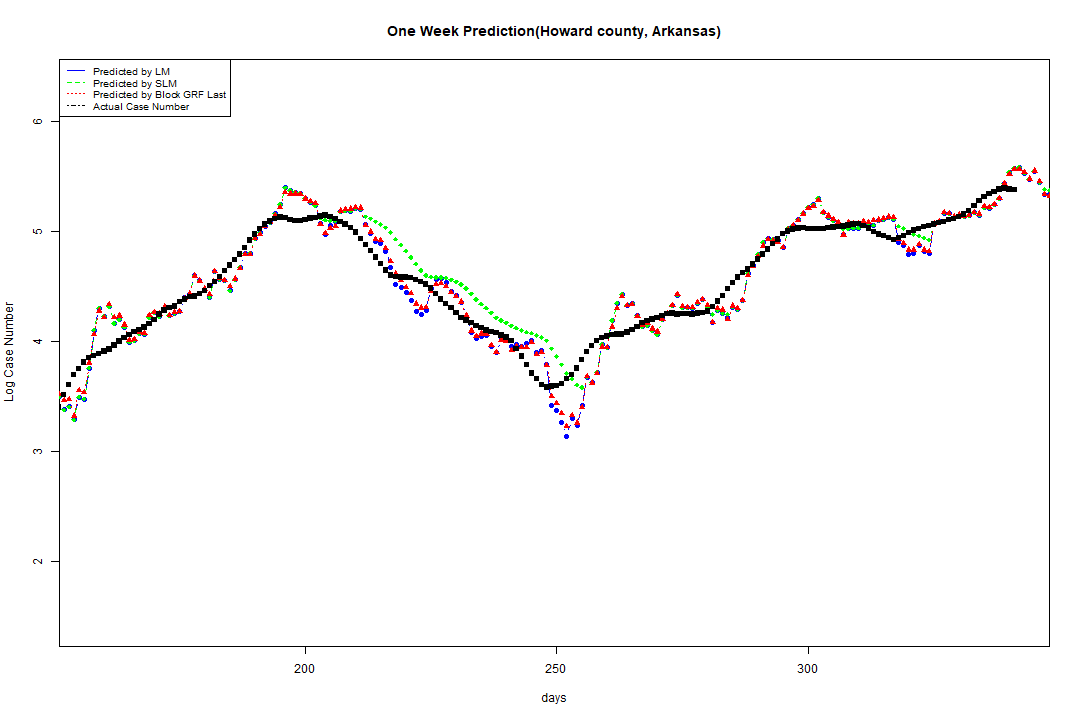 One Week Prediction(Howard county, Arkansas)
Predicted by LM
Predicted by SLM
Predicted by Block GRF Last
Actual Case Number
6
5
4
3
2
Log Case Number
200
250
300
days